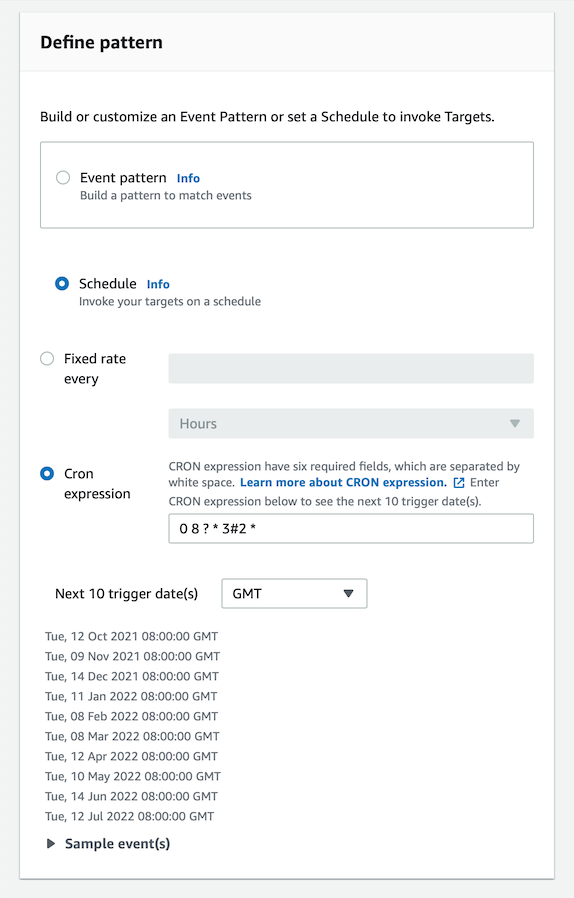 Define pattern
Build or customize an Event Pattern or set a Schedule to invoke Targets.
Event pattern Info
Build a pattern to match events
Schedule Info
Invoke your targets on a schedule
Fixed rate
every
Hours
Cron
expression
CRON expression have six required fields, which are separated by
white space. Learn more about CRON expression. Enter
CRON expression below to see the next 10 trigger date(s).
0 8 ? * 3#2 *
Next 10 trigger date(s) GMT
Tue, 12 Oct 2021 08:00:00 GMT
Tue, 09 Nov 2021 08:00:00 GMT
Tue, 14 Dec 2021 08:00:00 GMT
Tue, 11 Jan 2022 08:00:00 GMT
Tue, 08 Feb 2022 08:00:00 GMT
Tue, 08 Mar 2022 08:00:00 GMT
Tue, 12 Apr 2022 08:00:00 GMT
Tue, 10 May 2022 08:00:00 GMT
Tue, 14 Jun 2022 08:00:00 GMT
Tue, 12 Jul 2022 08:00:00 GMT
Sample event(s)